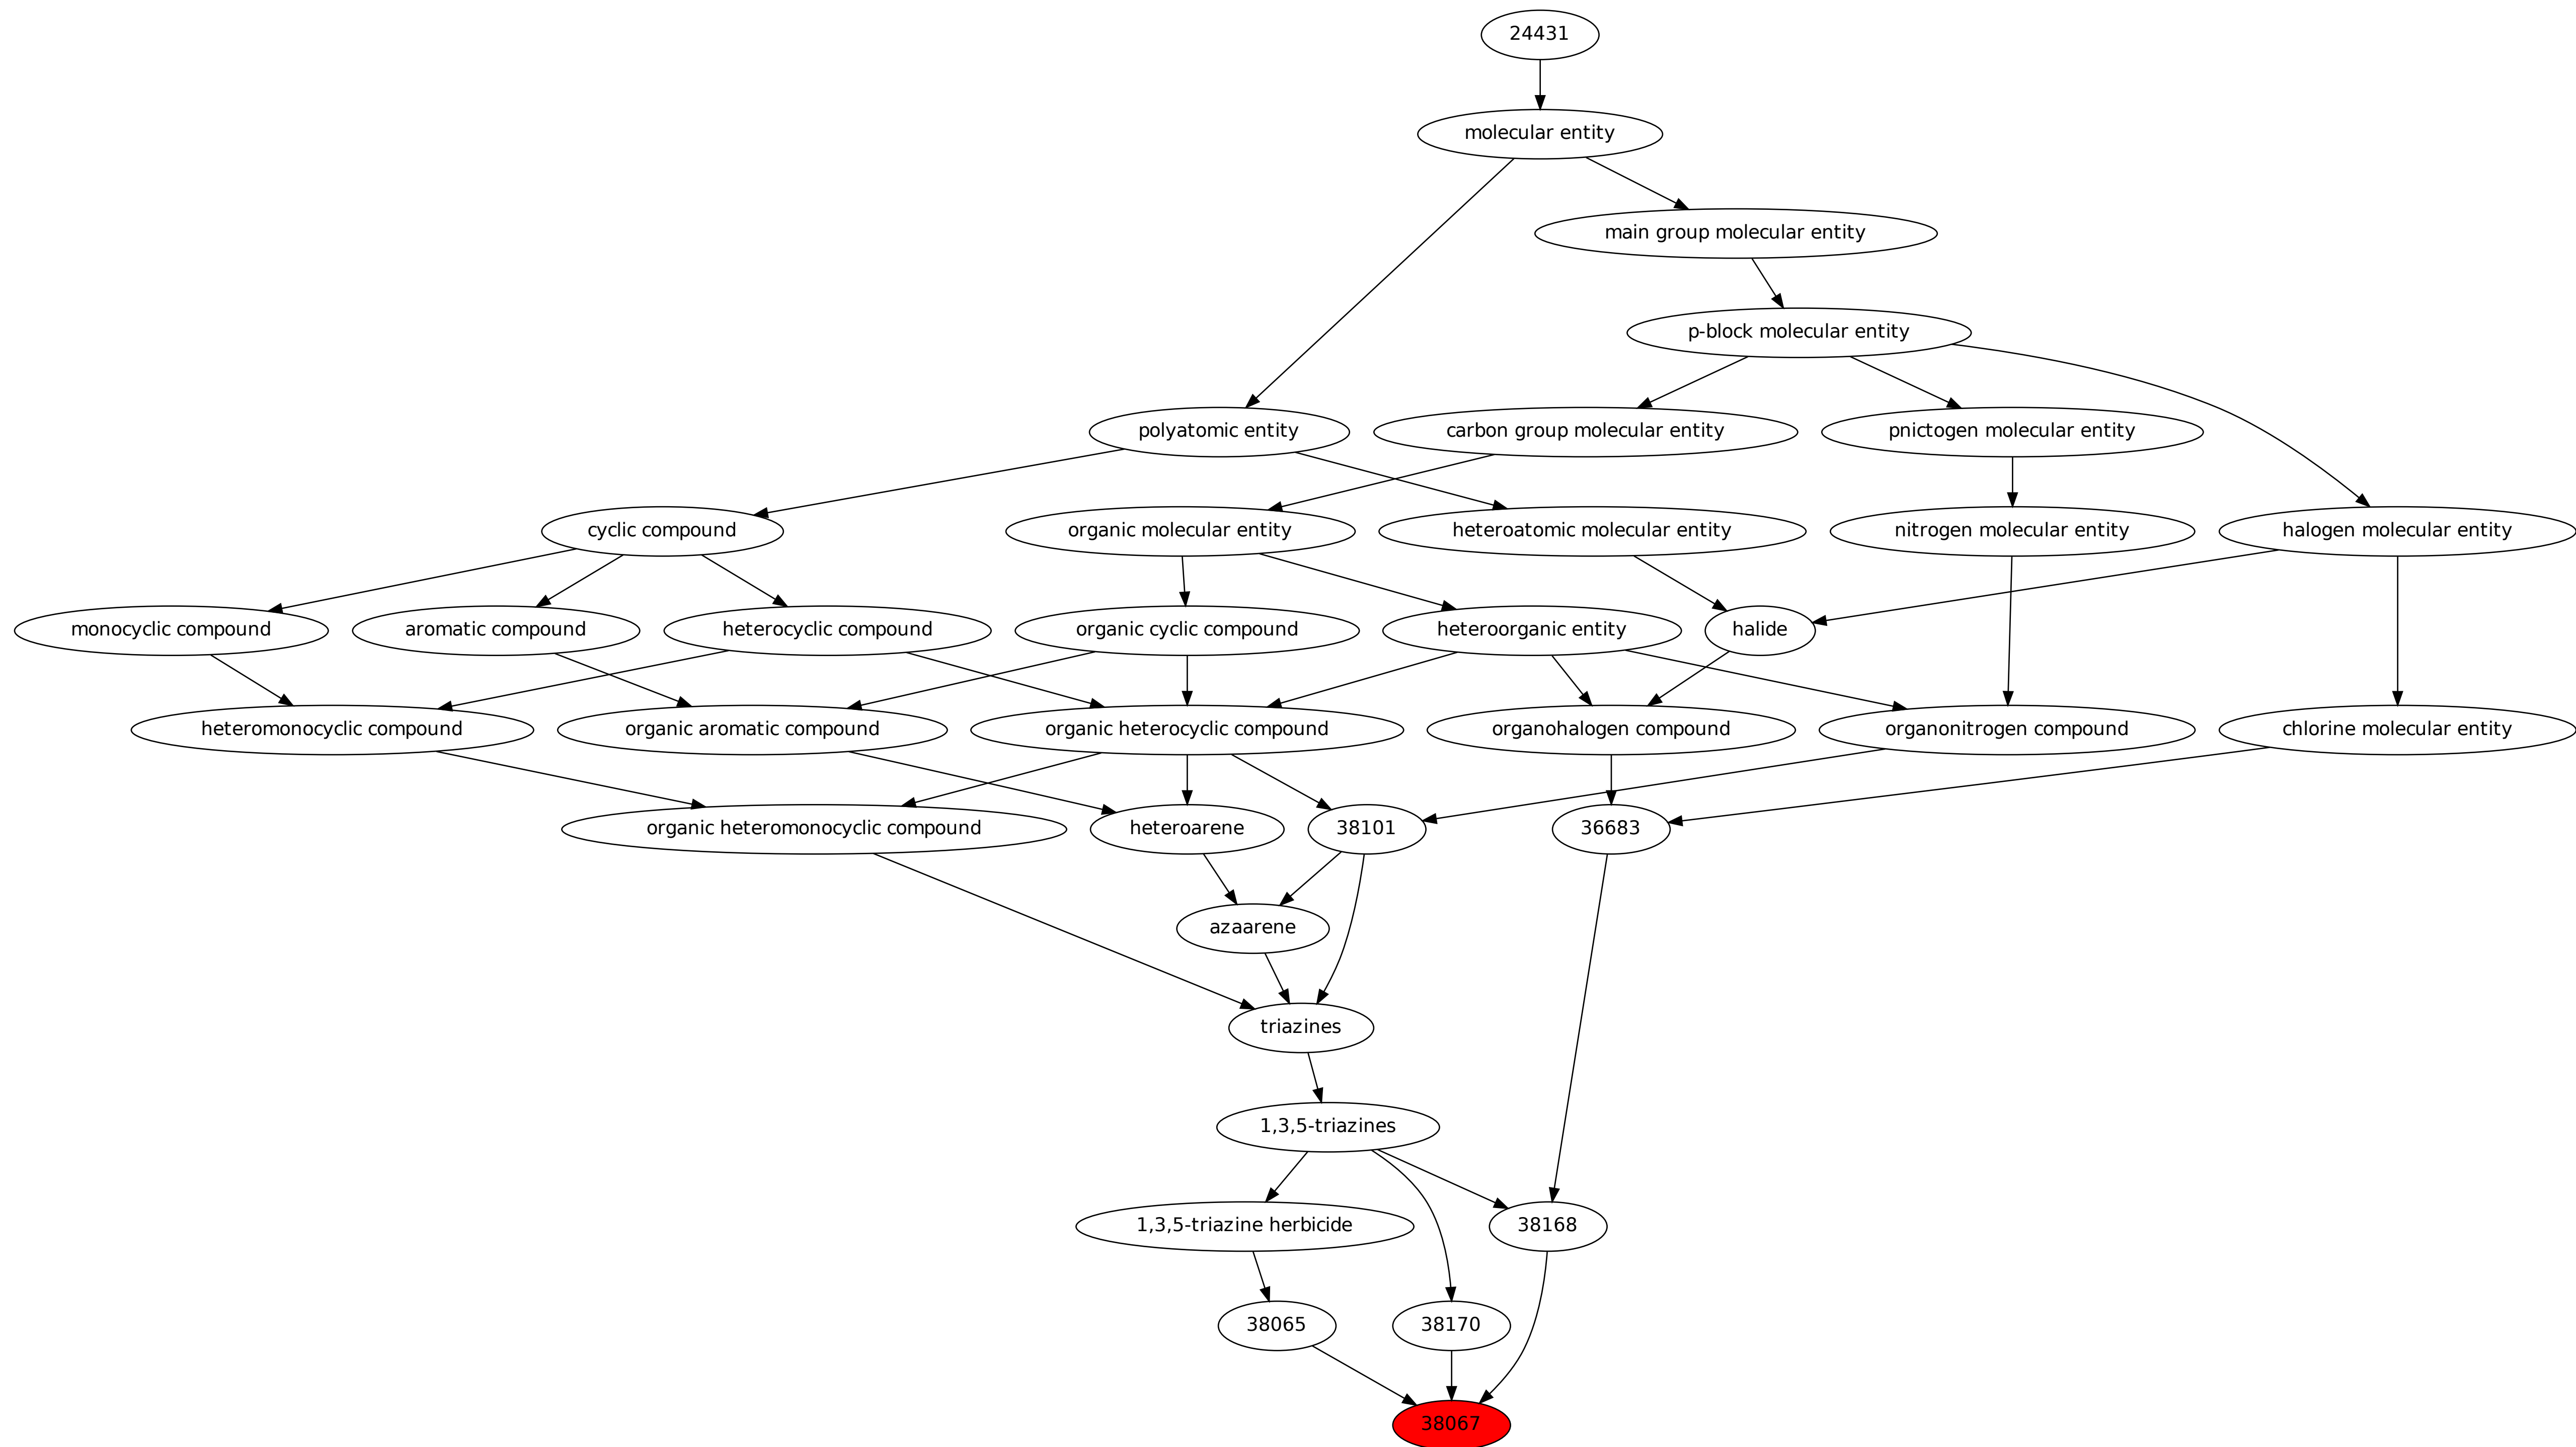 24431
molecular entity
main group molecular entity
p-block molecular entity
polyatomic entity
carbon group molecular entity
pnictogen molecular entity
cyclic compound
organic molecular entity
heteroatomic molecular entity
nitrogen molecular entity
halogen molecular entity
monocyclic compound
aromatic compound
heterocyclic compound
organic cyclic compound
heteroorganic entity
halide
heteromonocyclic compound
organic aromatic compound
organic heterocyclic compound
organohalogen compound
organonitrogen compound
chlorine molecular entity
organic heteromonocyclic compound
heteroarene
38101
36683
azaarene
triazines
1,3,5-triazines
1,3,5-triazine herbicide
38168
38065
38170
38067